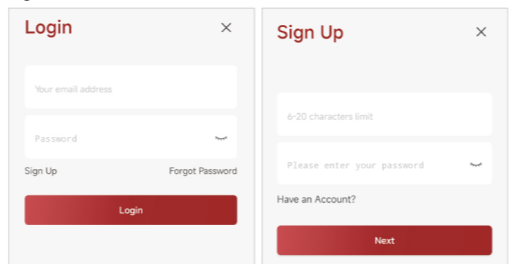 Login
Your email address
Password
Sign Up
Forgot Password
Login
Sign Up
6-20 characters limit
Please enter your password
Have an Account?
Next